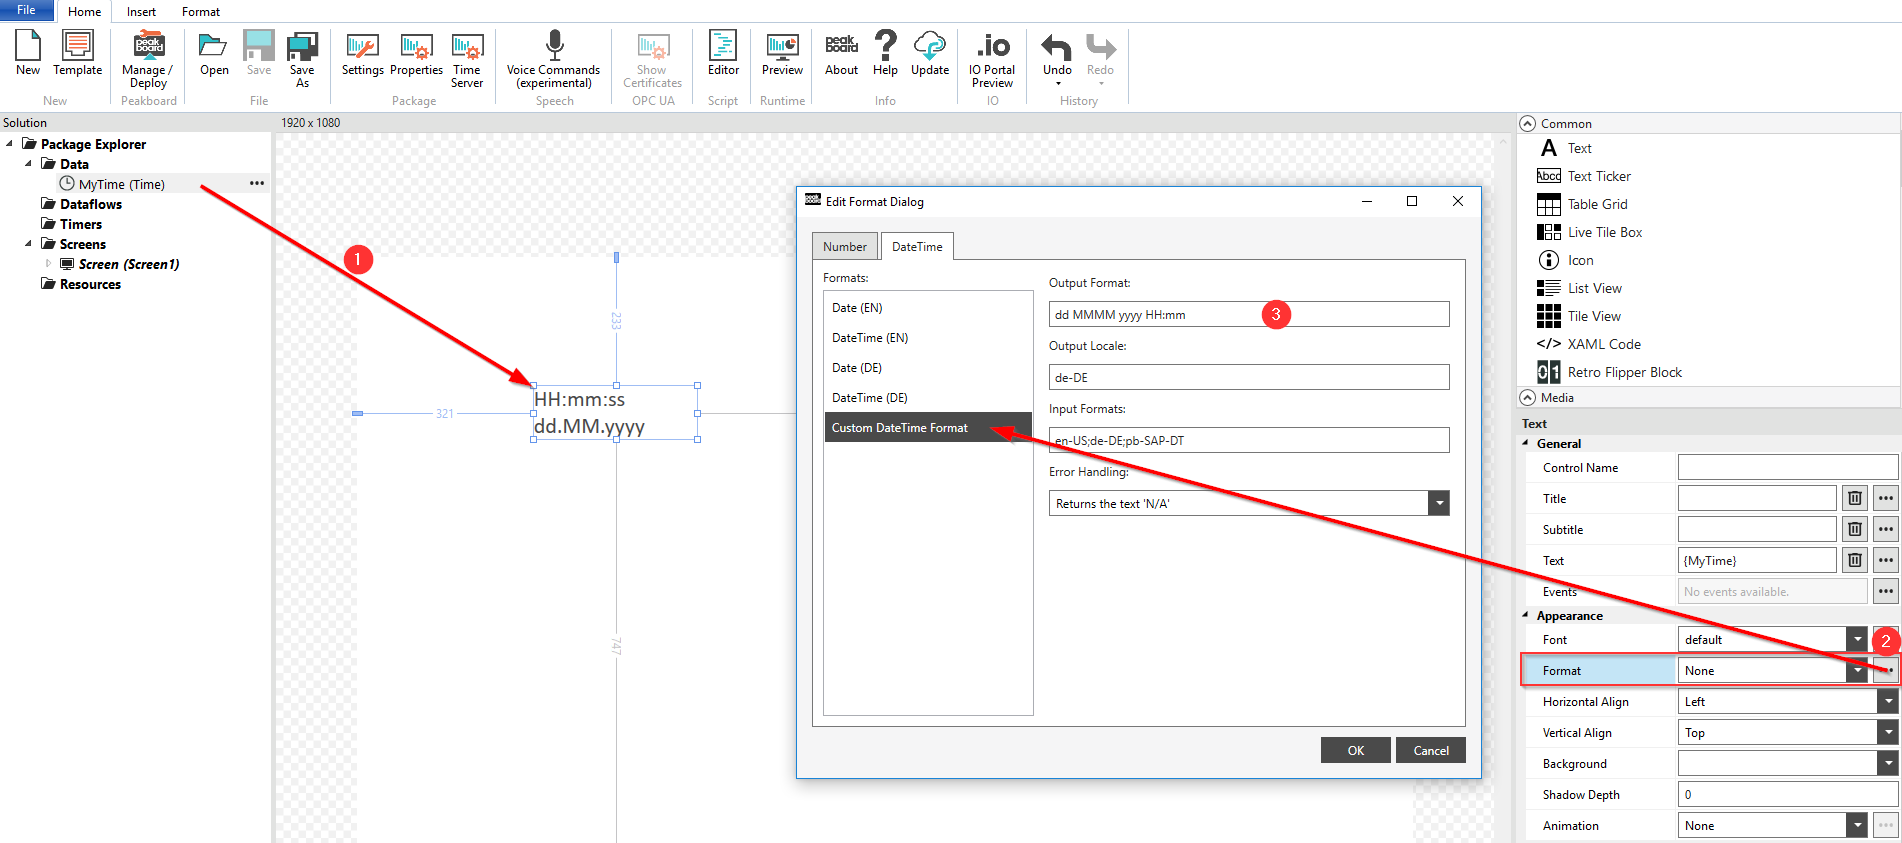 File Home Insert Format
New Template Manage / Deploy Open Save Save As Settings Properties Time Server Voice Commands (experimental) Show Certificates Editor Preview About Help Update IO Portal Preview Undo Redo
peak board
peak board
.io
New Peakboard File Package Speech OPC UA Script Runtime Info IO History
Solution
1920 x 1080
Package Explorer
Data
MyTime (Time)
Dataflows
Timers
Screens
Screen (Screen1)
Resources
1
233
321
HH:mm:ss
dd.MM.yyyy
747
peak board
Edit Format Dialog
Number DateTime
Formats:
Date (EN)
DateTime (EN)
Date (DE)
DateTime (DE)
Custom DateTime Format
Output Format:
dd MMMM yyyy HH:mm
3
Output Locale:
de-DE
Input Formats:
en-US;de-DE;pb-SAP-DT
Error Handling:
Returns the text 'N/A'
OK Cancel
Common
A Text
Abcc Text Ticker
Table Grid
Live Tile Box
Icon
List View
Tile View
</> XAML Code
01 Retro Flipper Block
Media
Text
General
Control Name
Title
Subtitle
Text {MyTime}
Events No events available.
Appearance
Font default
2
Format None
Horizontal Align Left
Vertical Align Top
Background
Shadow Depth 0
Animation None